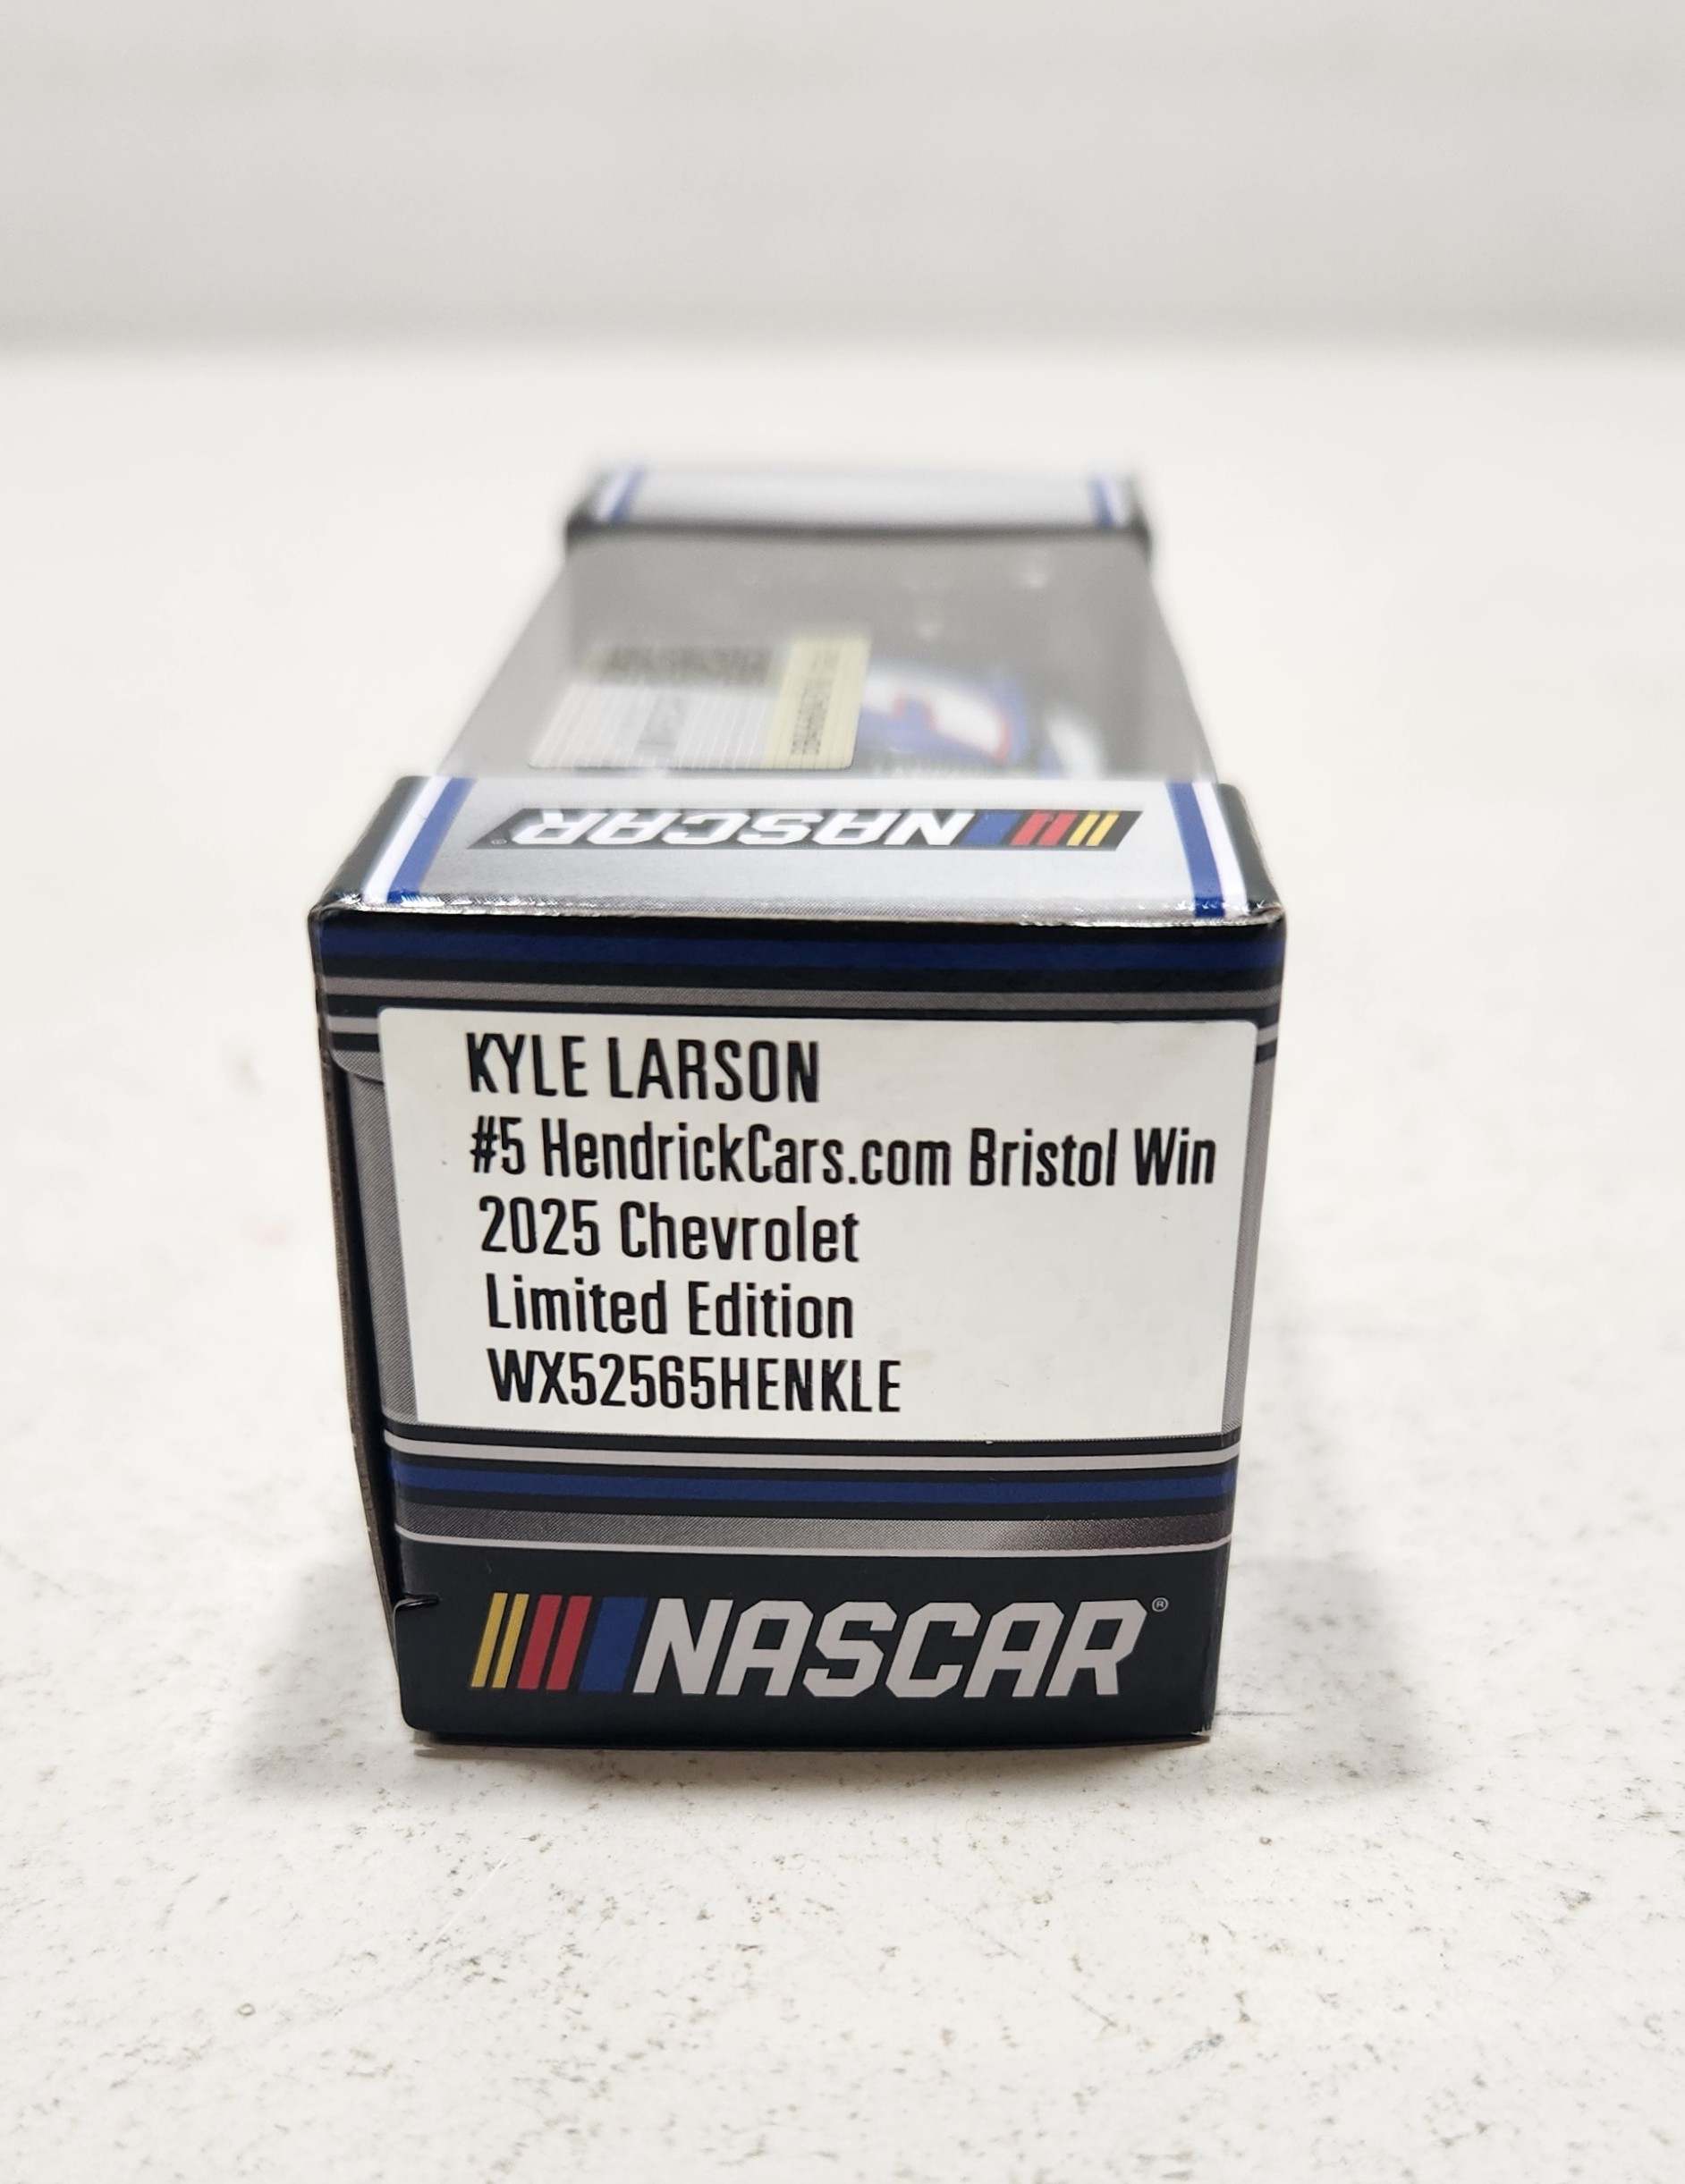 NASCAR
KYLE LARSON
#5 HendrickCars.com Bristol Win
2025 Chevrolet
Limited Edition
WX52565HENKLE
NASCAR®